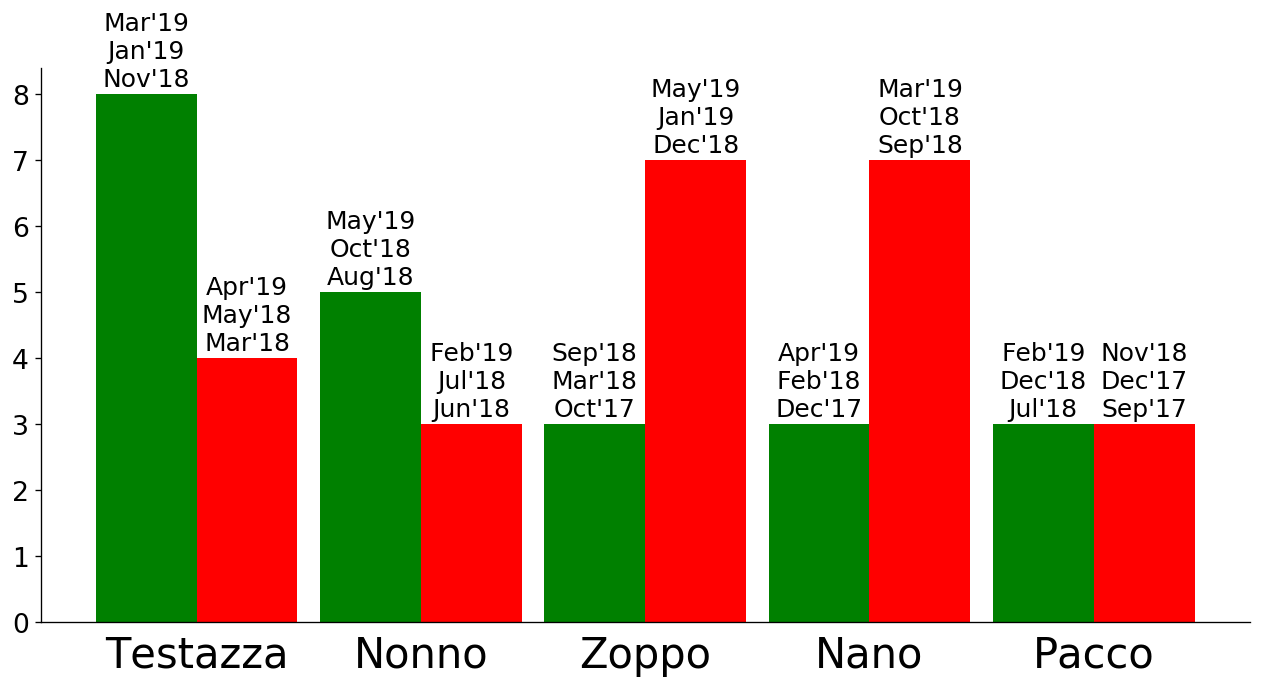 Mar'19
Jan'19
Nov'18
Apr'19
May'18
Mar'18
May'19
Oct'18
Aug'18
Feb'19
Jul'18
Jun'18
Sep'18
Mar'18
Oct'17
May'19
Jan'19
Dec'18
Apr'19
Feb'18
Dec'17
Mar'19
Oct'18
Sep'18
Feb'19
Dec'18
Jul'18
Nov'18
Dec'17
Sep'17
8
7
6
5
4
3
2
1
0
Testazza
Nonno
Zoppo
Nano
Pacco